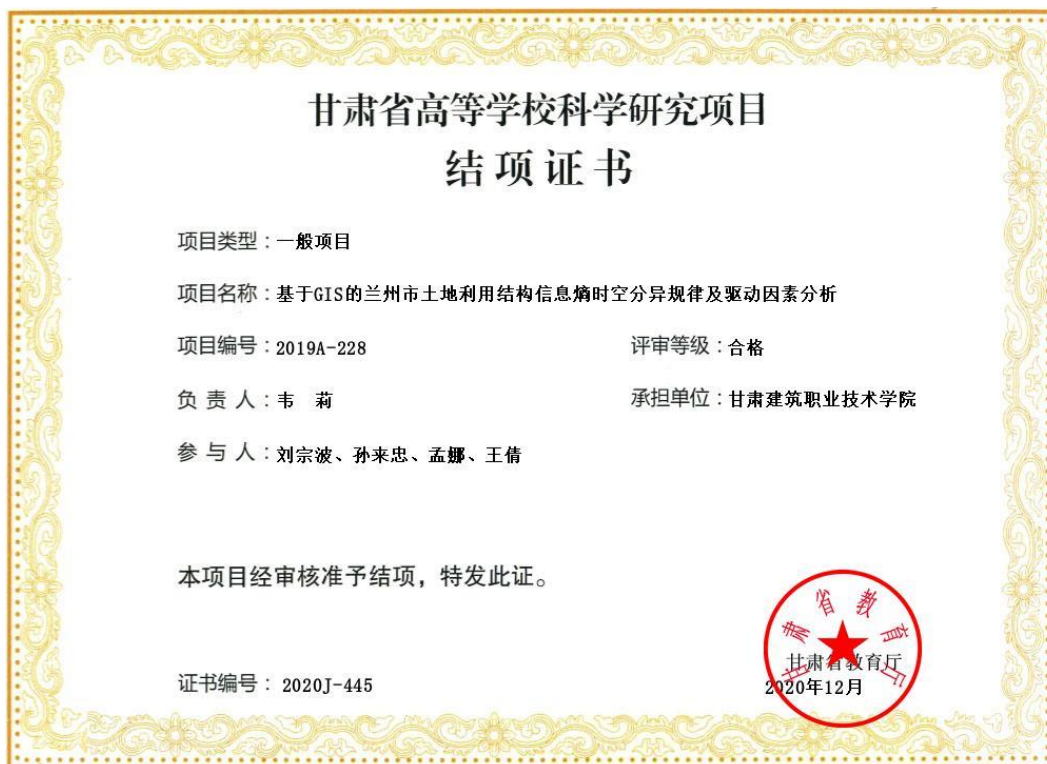 甘肃省高等学校科学研究项目
结项证书
项目类型：一般项目
项目名称：基于GIS的兰州市土地利用结构信息熵时空分异规律及驱动因素分析
项目编号：2019A-228
评审等级：合格
负责人：韦 莉
承担单位：甘肃建筑职业技术学院
参与人：刘宗波、孙来忠、孟娜、王倩
本项目经审核准予结项，特发此证。
甘肃省教育厅
甘肃省教育厅
证书编号：2020J-445
2020年12月